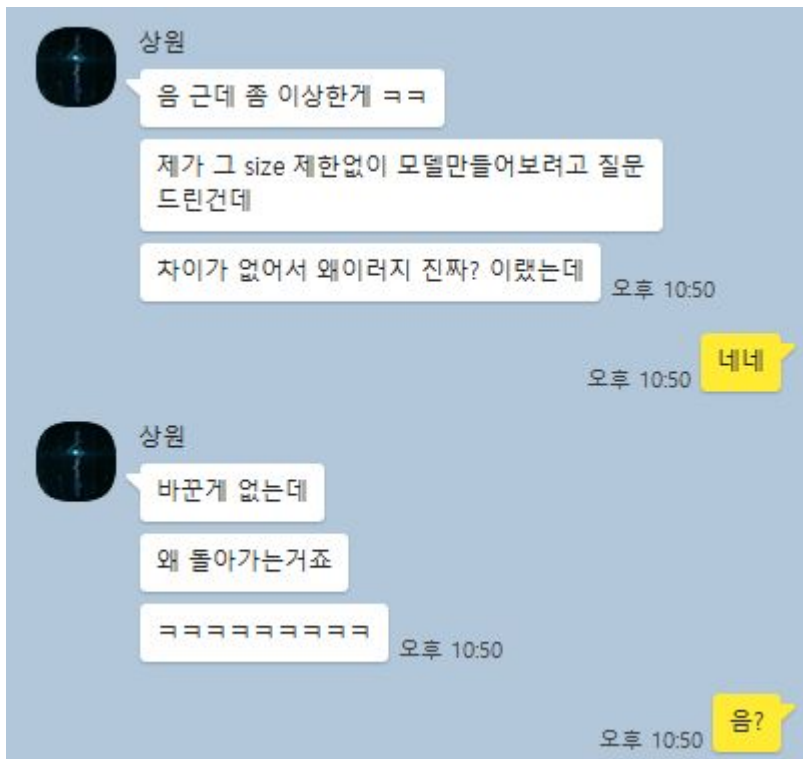 상원
음 근데 좀 이상한게 ㅋㅋ
제가 그 size 제한없이 모델만들어보려고 질문
드린건데
차이가 없어서 왜이러지 진짜? 이랬는데
오후 10:50
네네
오후 10:50
상원
바꾼게 없는데
왜 돌아가는거죠
ㅋㅋㅋㅋㅋㅋㅋㅋㅋ
오후 10:50
음?
오후 10:50